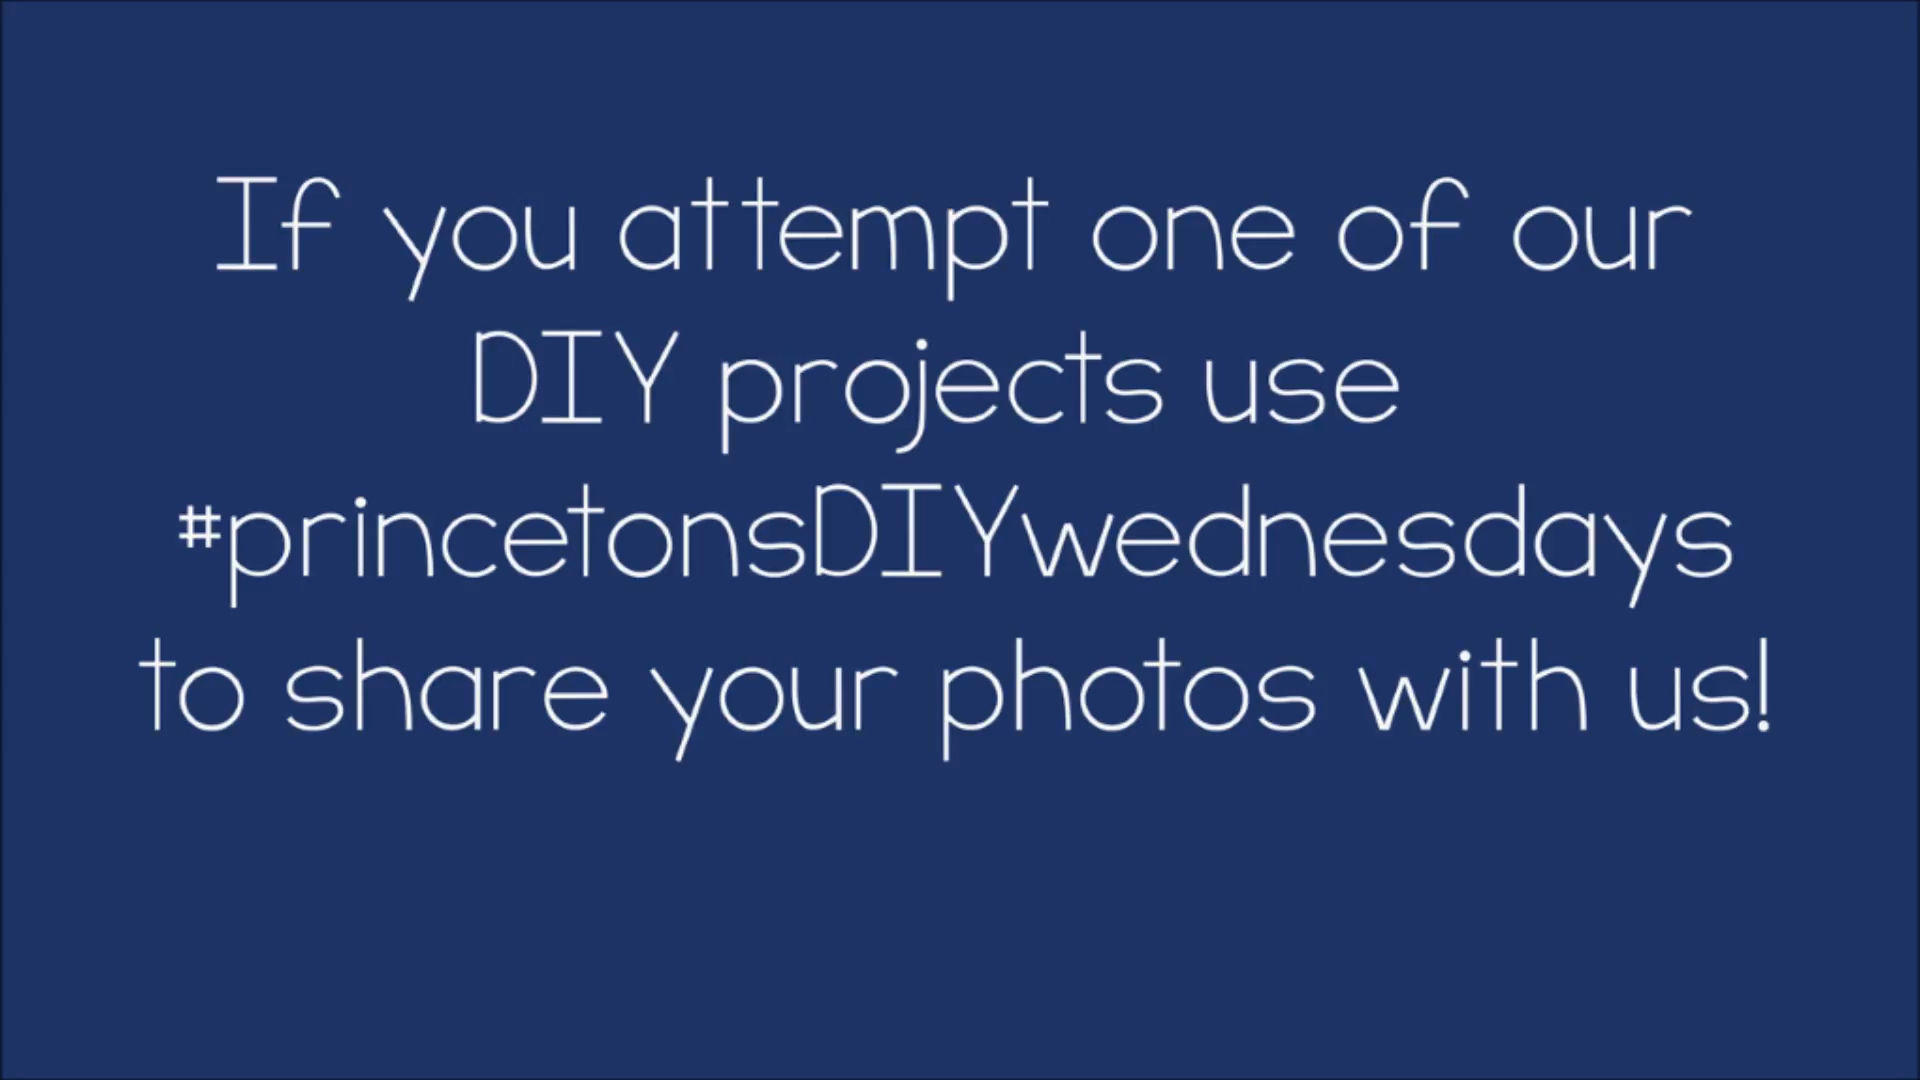 If you attempt one of our
DIY projects use
#princetonsDIYwednesdays
to share your photos with us!